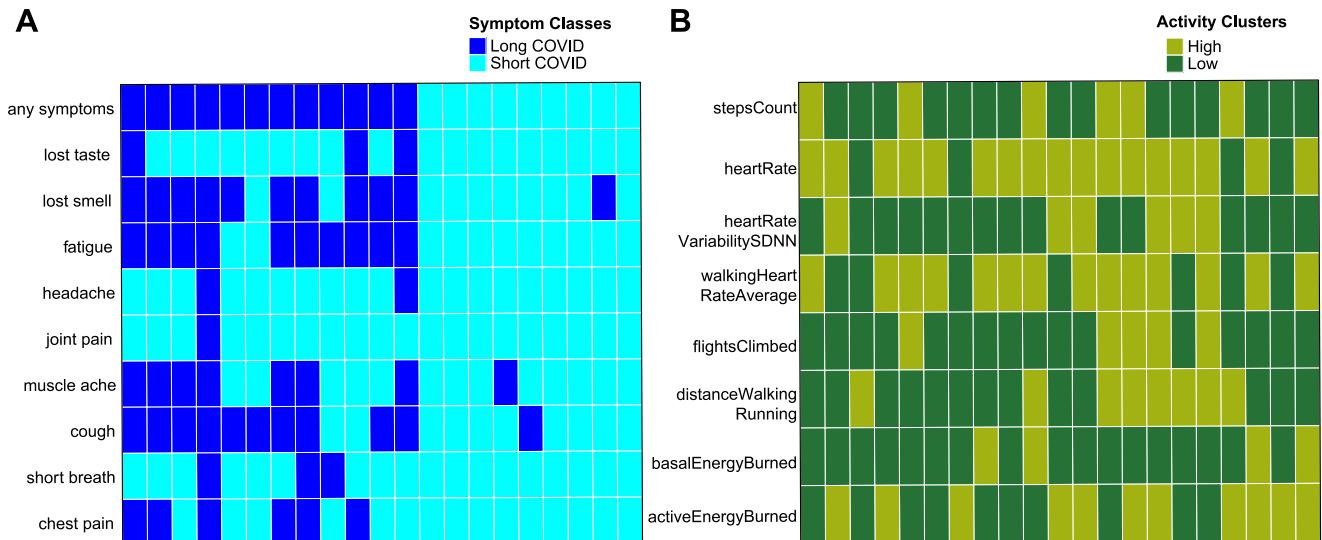 A
Symptom Classes
Long COVID
Short COVID
any symptoms
lost taste
lost smell
fatigue
headache
joint pain
muscle ache
cough
short breath
chest pain
B
Activity Clusters
High
Low
stepsCount
heartRate
heartRate
VariabilitySDNN
walkingHeart
RateAverage
flightsClimbed
distanceWalking
Running
basalEnergyBurned
activeEnergyBurned